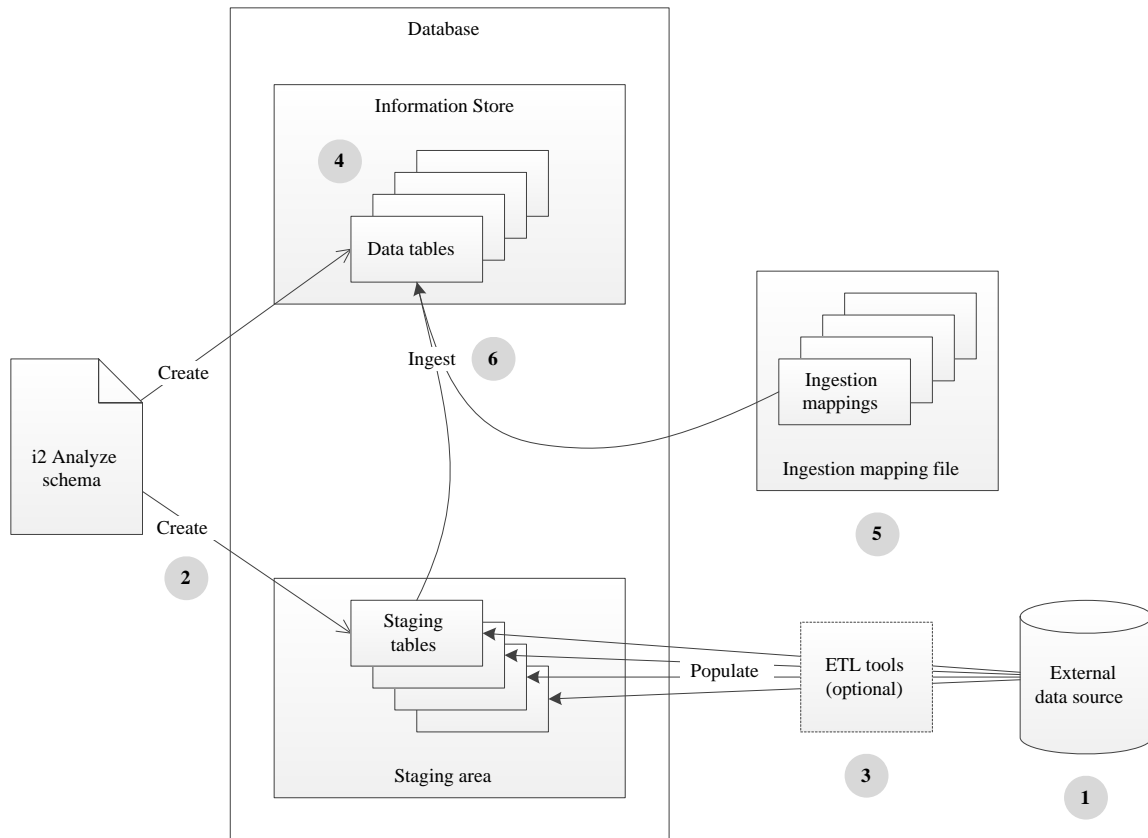 Database
Information Store
4
Data tables
Create
Ingest
6
Ingestion
mappings
Ingestion mapping file
5
i2 Analyze
schema
Create
2
Staging
tables
Populate
ETL tools
(optional)
External
data source
Staging area
3
1